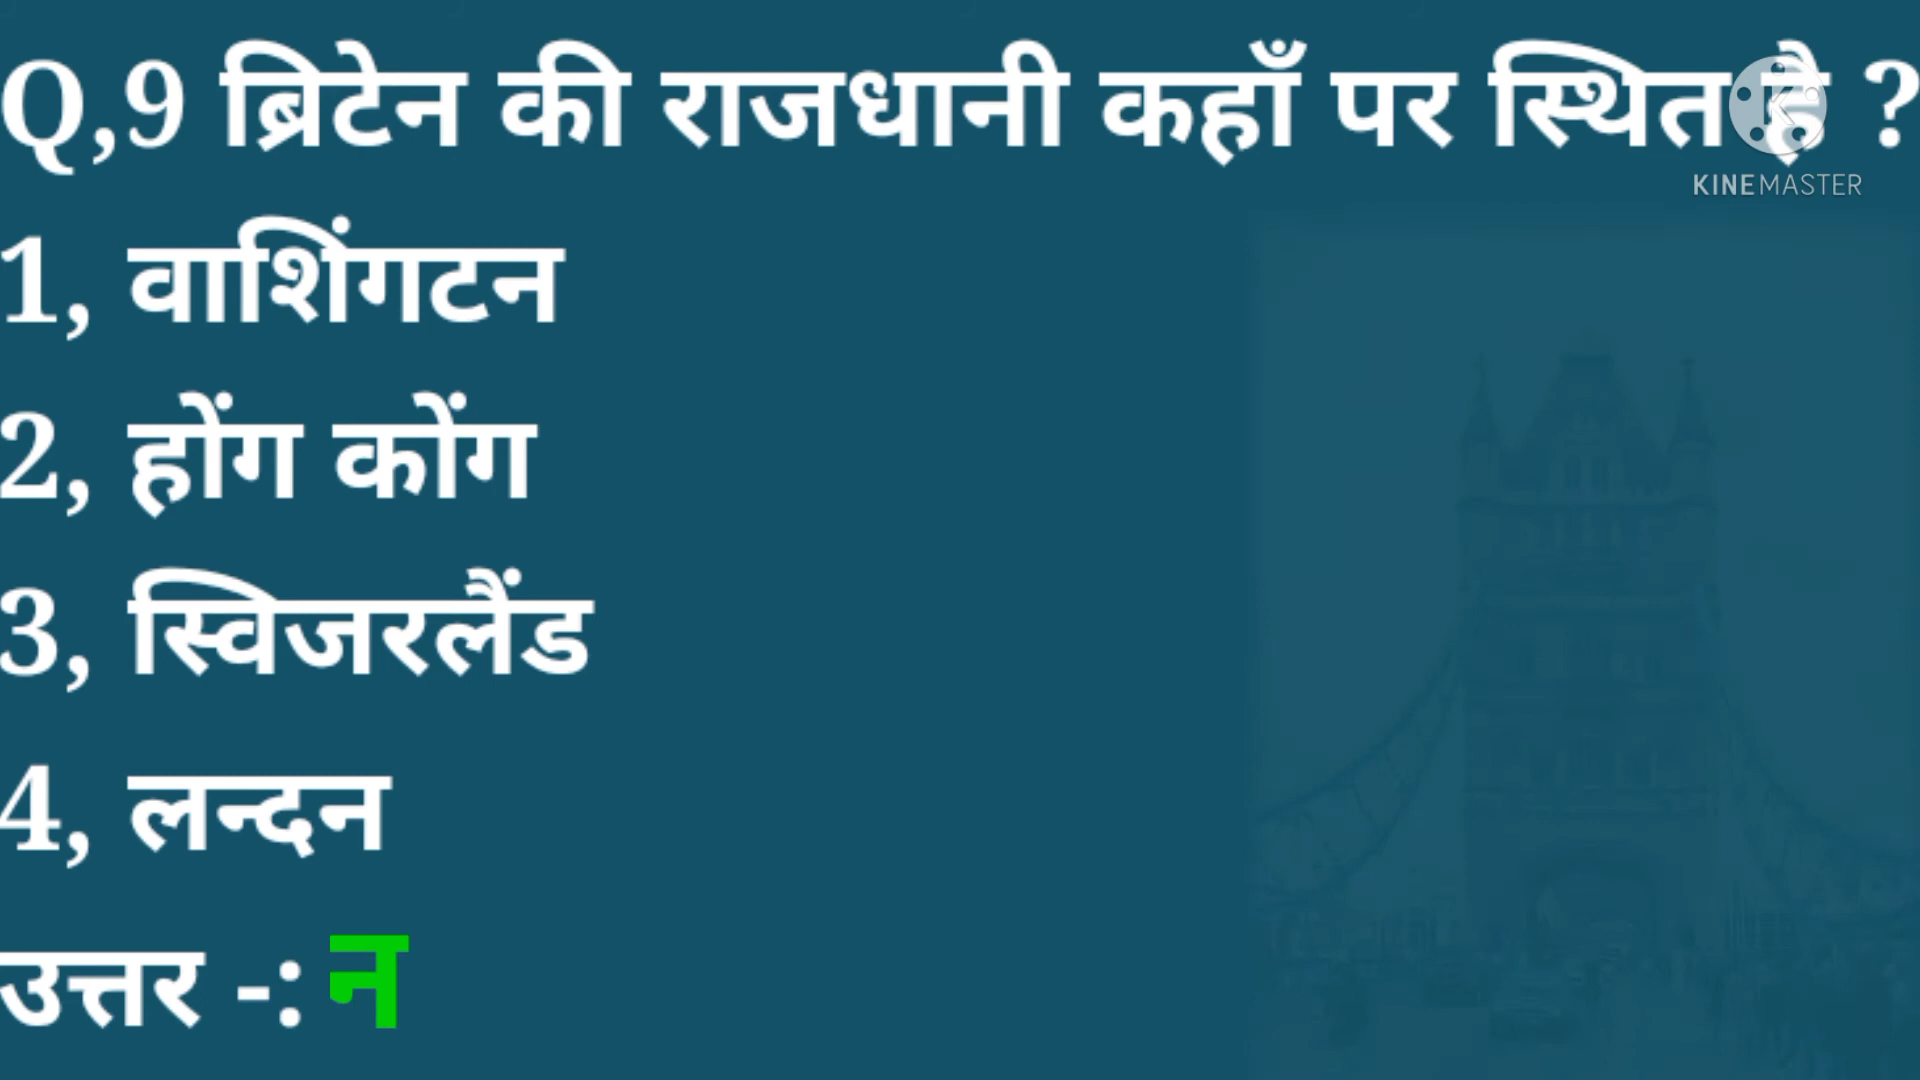 Q,9 ब्रिटेन की राजधानी कहाँ पर स्थित है ?
KINEMASTER
1, वाशिंगटन
2, होंग कोंग
3, स्विजरलैंड
4, लन्दन
उत्तर -: न